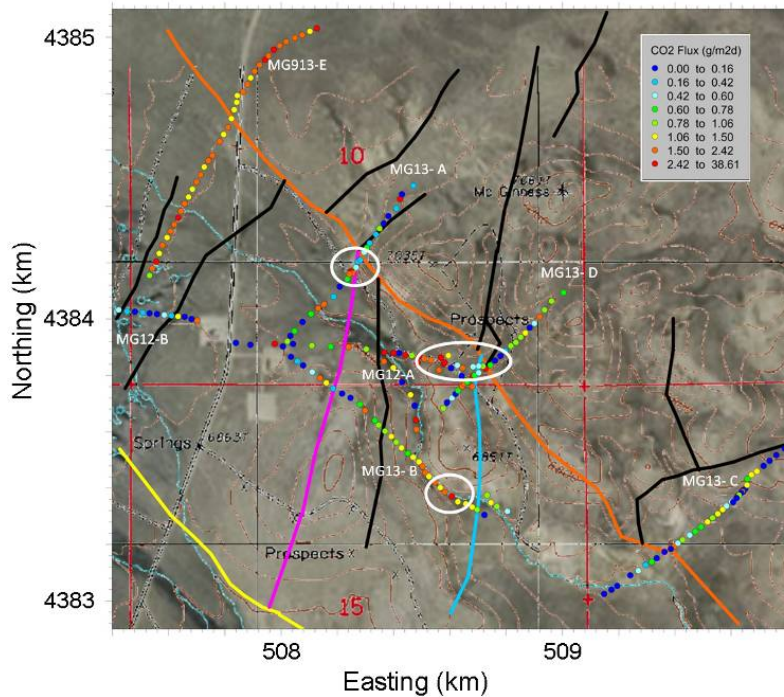 4385
MG913-E
CO2 Flux (g/m2d)
0.00 to 0.16
0.16 to 0.42
0.42 to 0.60
0.60 to 0.78
0.78 to 1.06
1.06 to 1.50
1.50 to 2.42
2.42 to 38.61
10
MG13- A
Mc Ginness
MG13- D
4384
Prospects
MG12-B
MG12-A
Springs
MG13- B
MG13- C
Prospects
4383
15
508
509
Northing (km)
Easting (km)